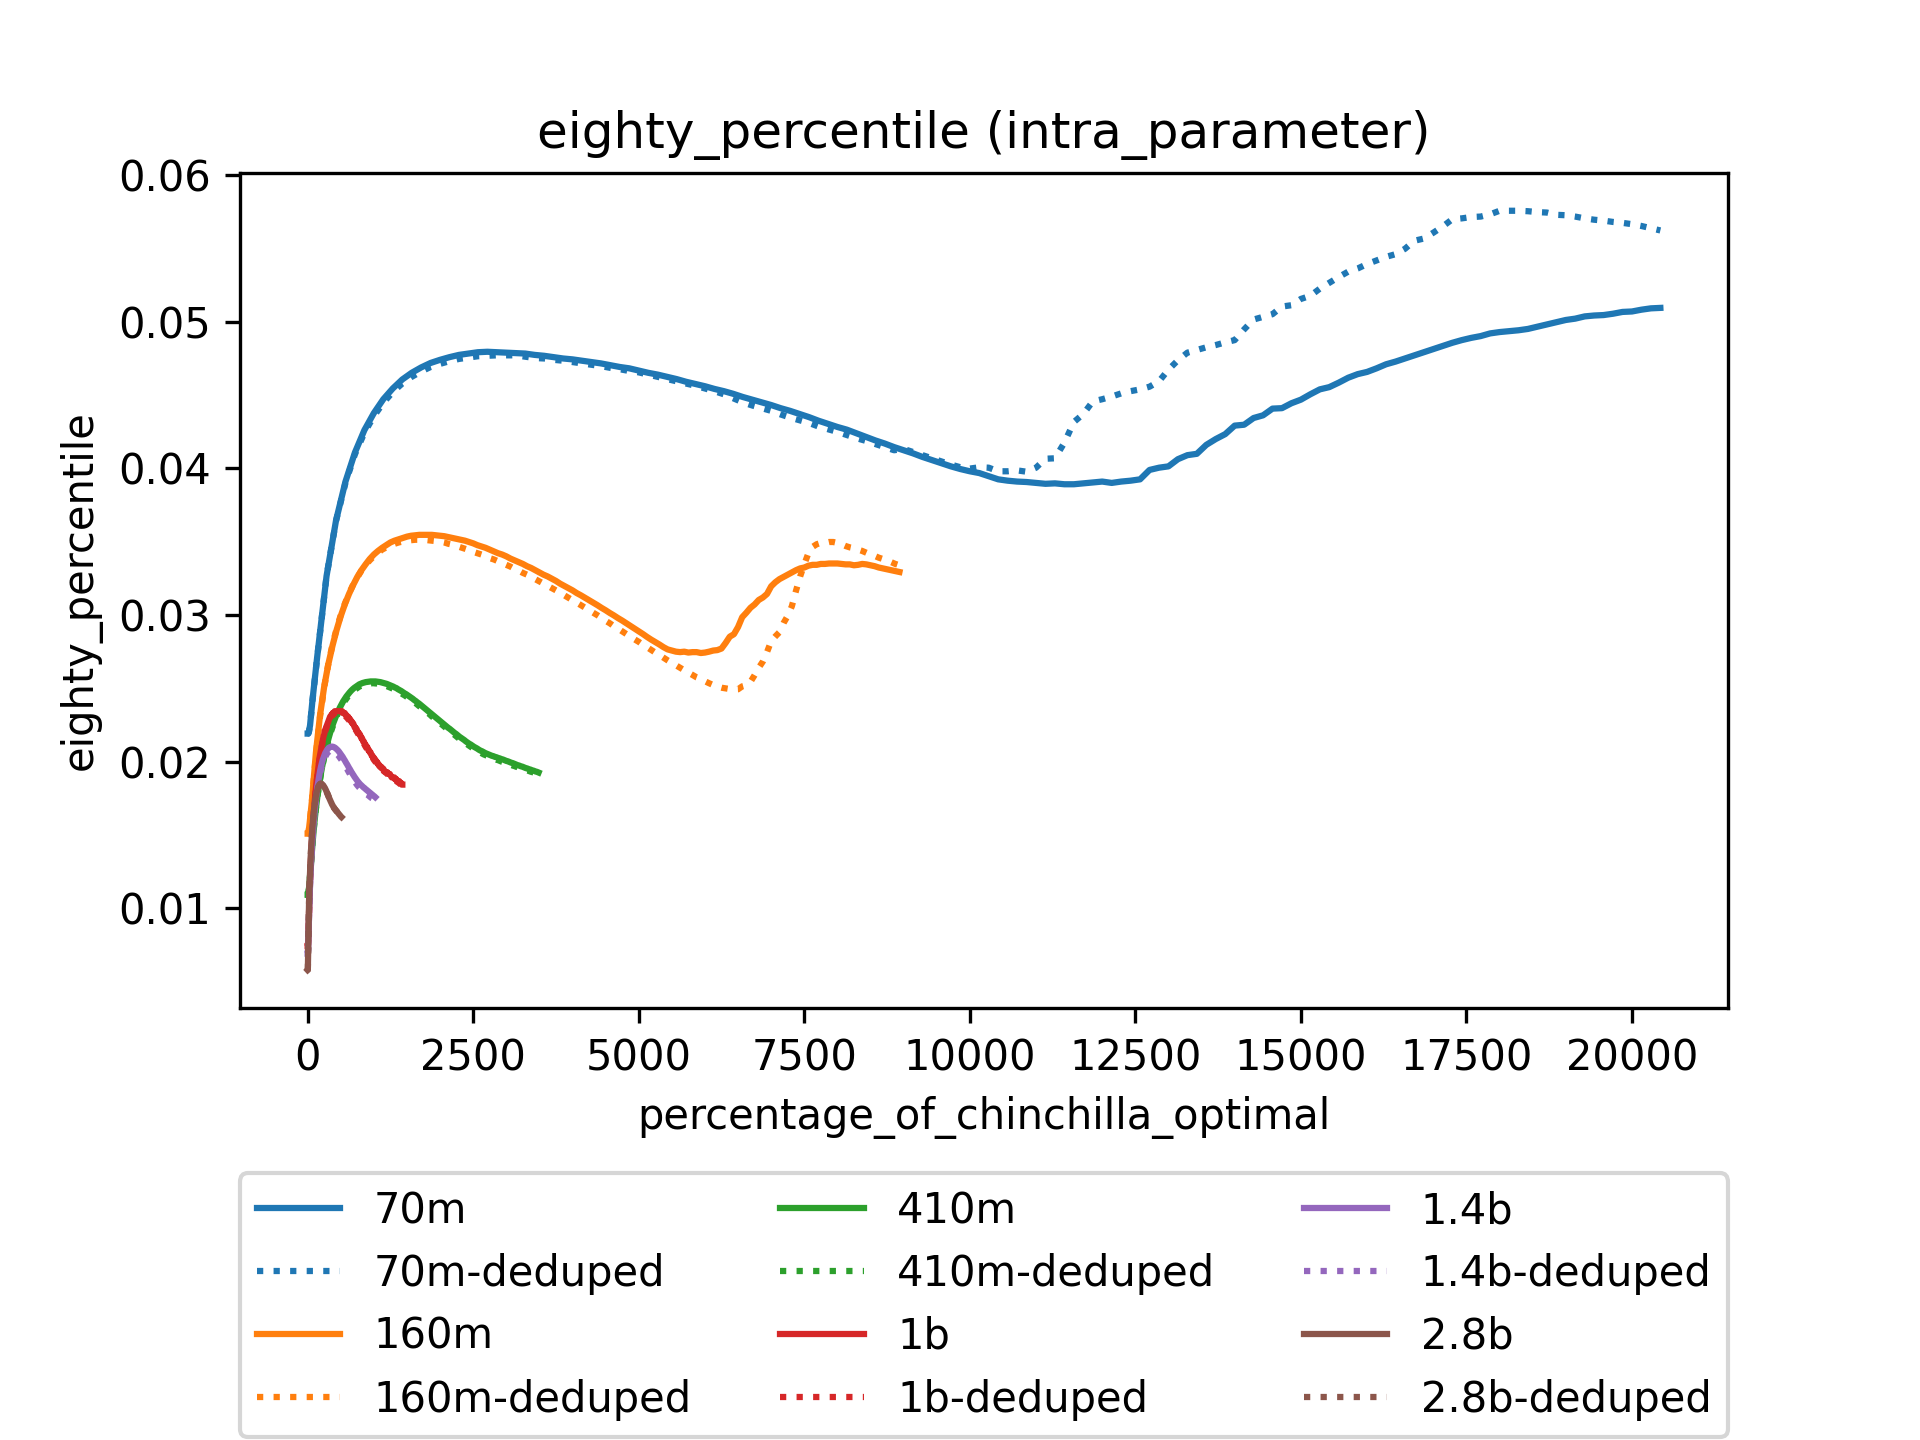 eighty_percentile (intra_parameter)
0.06
0.05
0.04
0.03
0.02
0.01
eighty_percentile
0 2500 5000 7500 10000 12500 15000 17500 20000
percentage_of_chinchilla_optimal
70m 410m 1.4b
70m-deduped 410m-deduped 1.4b-deduped
160m 1b 2.8b
160m-deduped 1b-deduped 2.8b-deduped